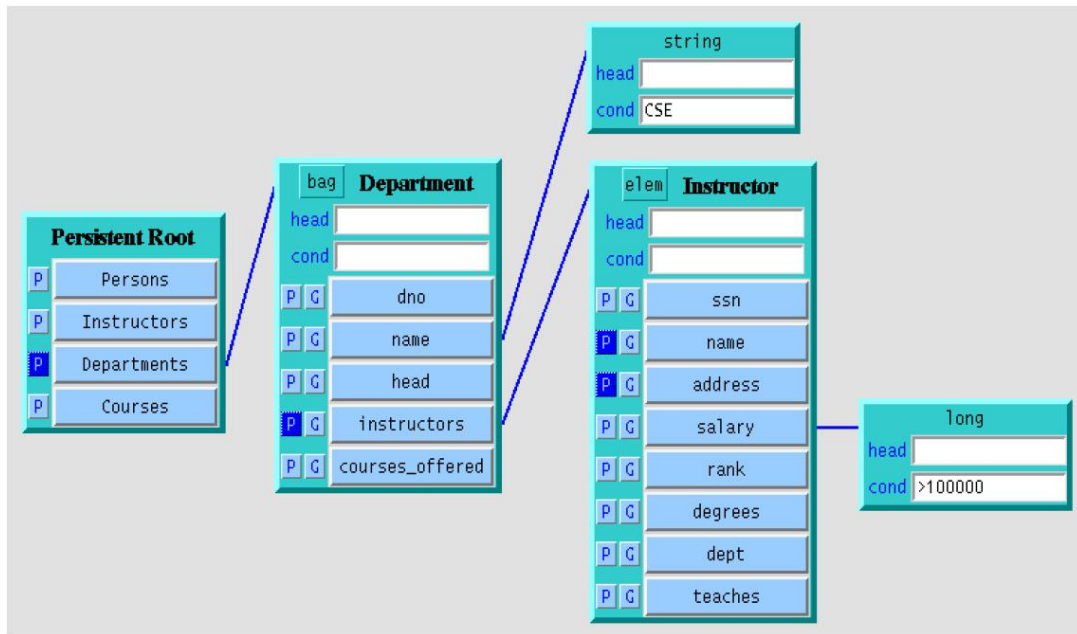 Persistent Root
P Persons
P Instructors
P Departments
P Courses
bag Department
head
cond
P G dno
P G name
P G head
P G instructors
P G courses_offered
string
head
cond CSE
elem Instructor
head
cond
P G ssn
P G name
P G address
P G salary
P G rank
P G degrees
P G dept
P G teaches
long
head
cond >100000